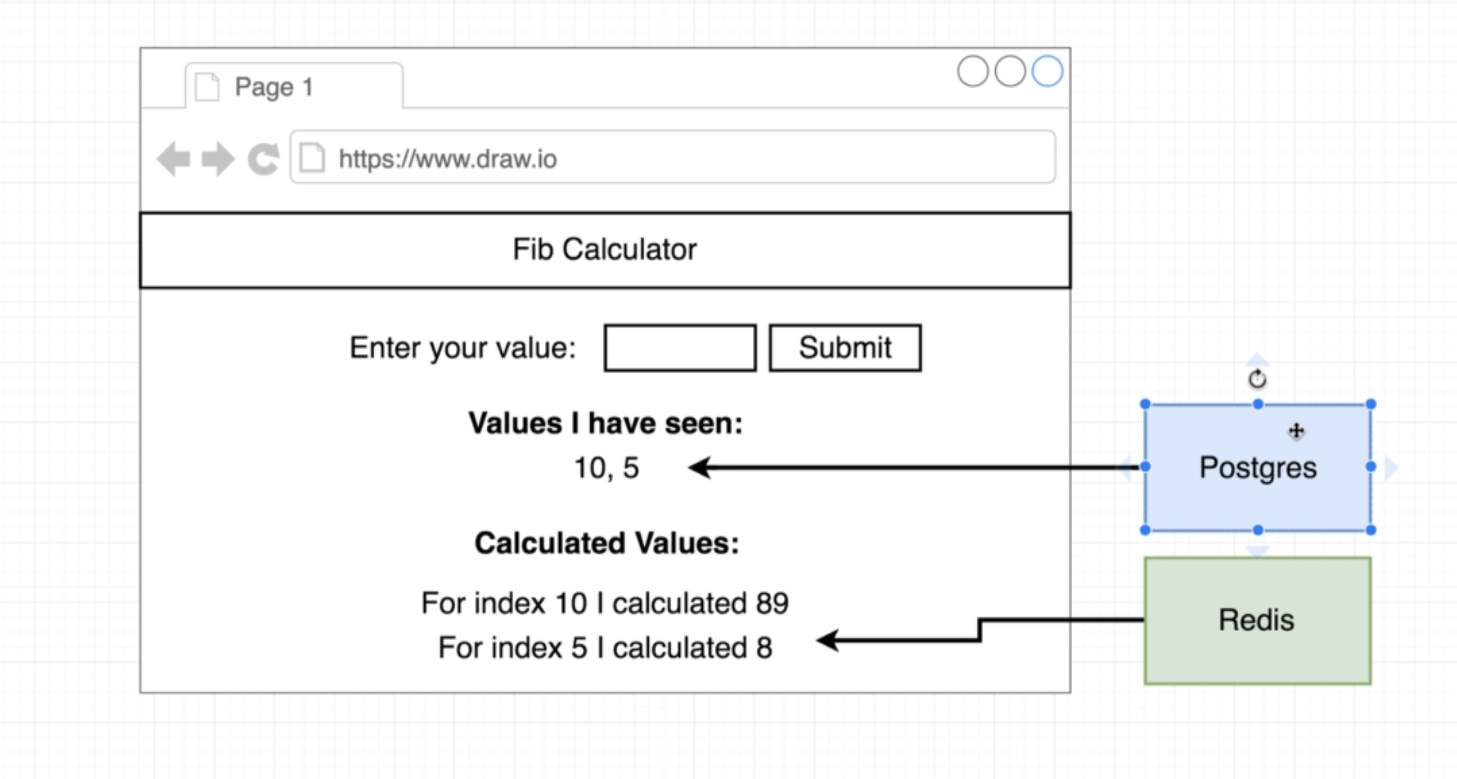 Page 1
https://www.draw.io
Fib Calculator
Enter your value: Submit
Values I have seen:
10, 5
Postgres
Calculated Values:
For index 10 I calculated 89
For index 5 I calculated 8
Redis